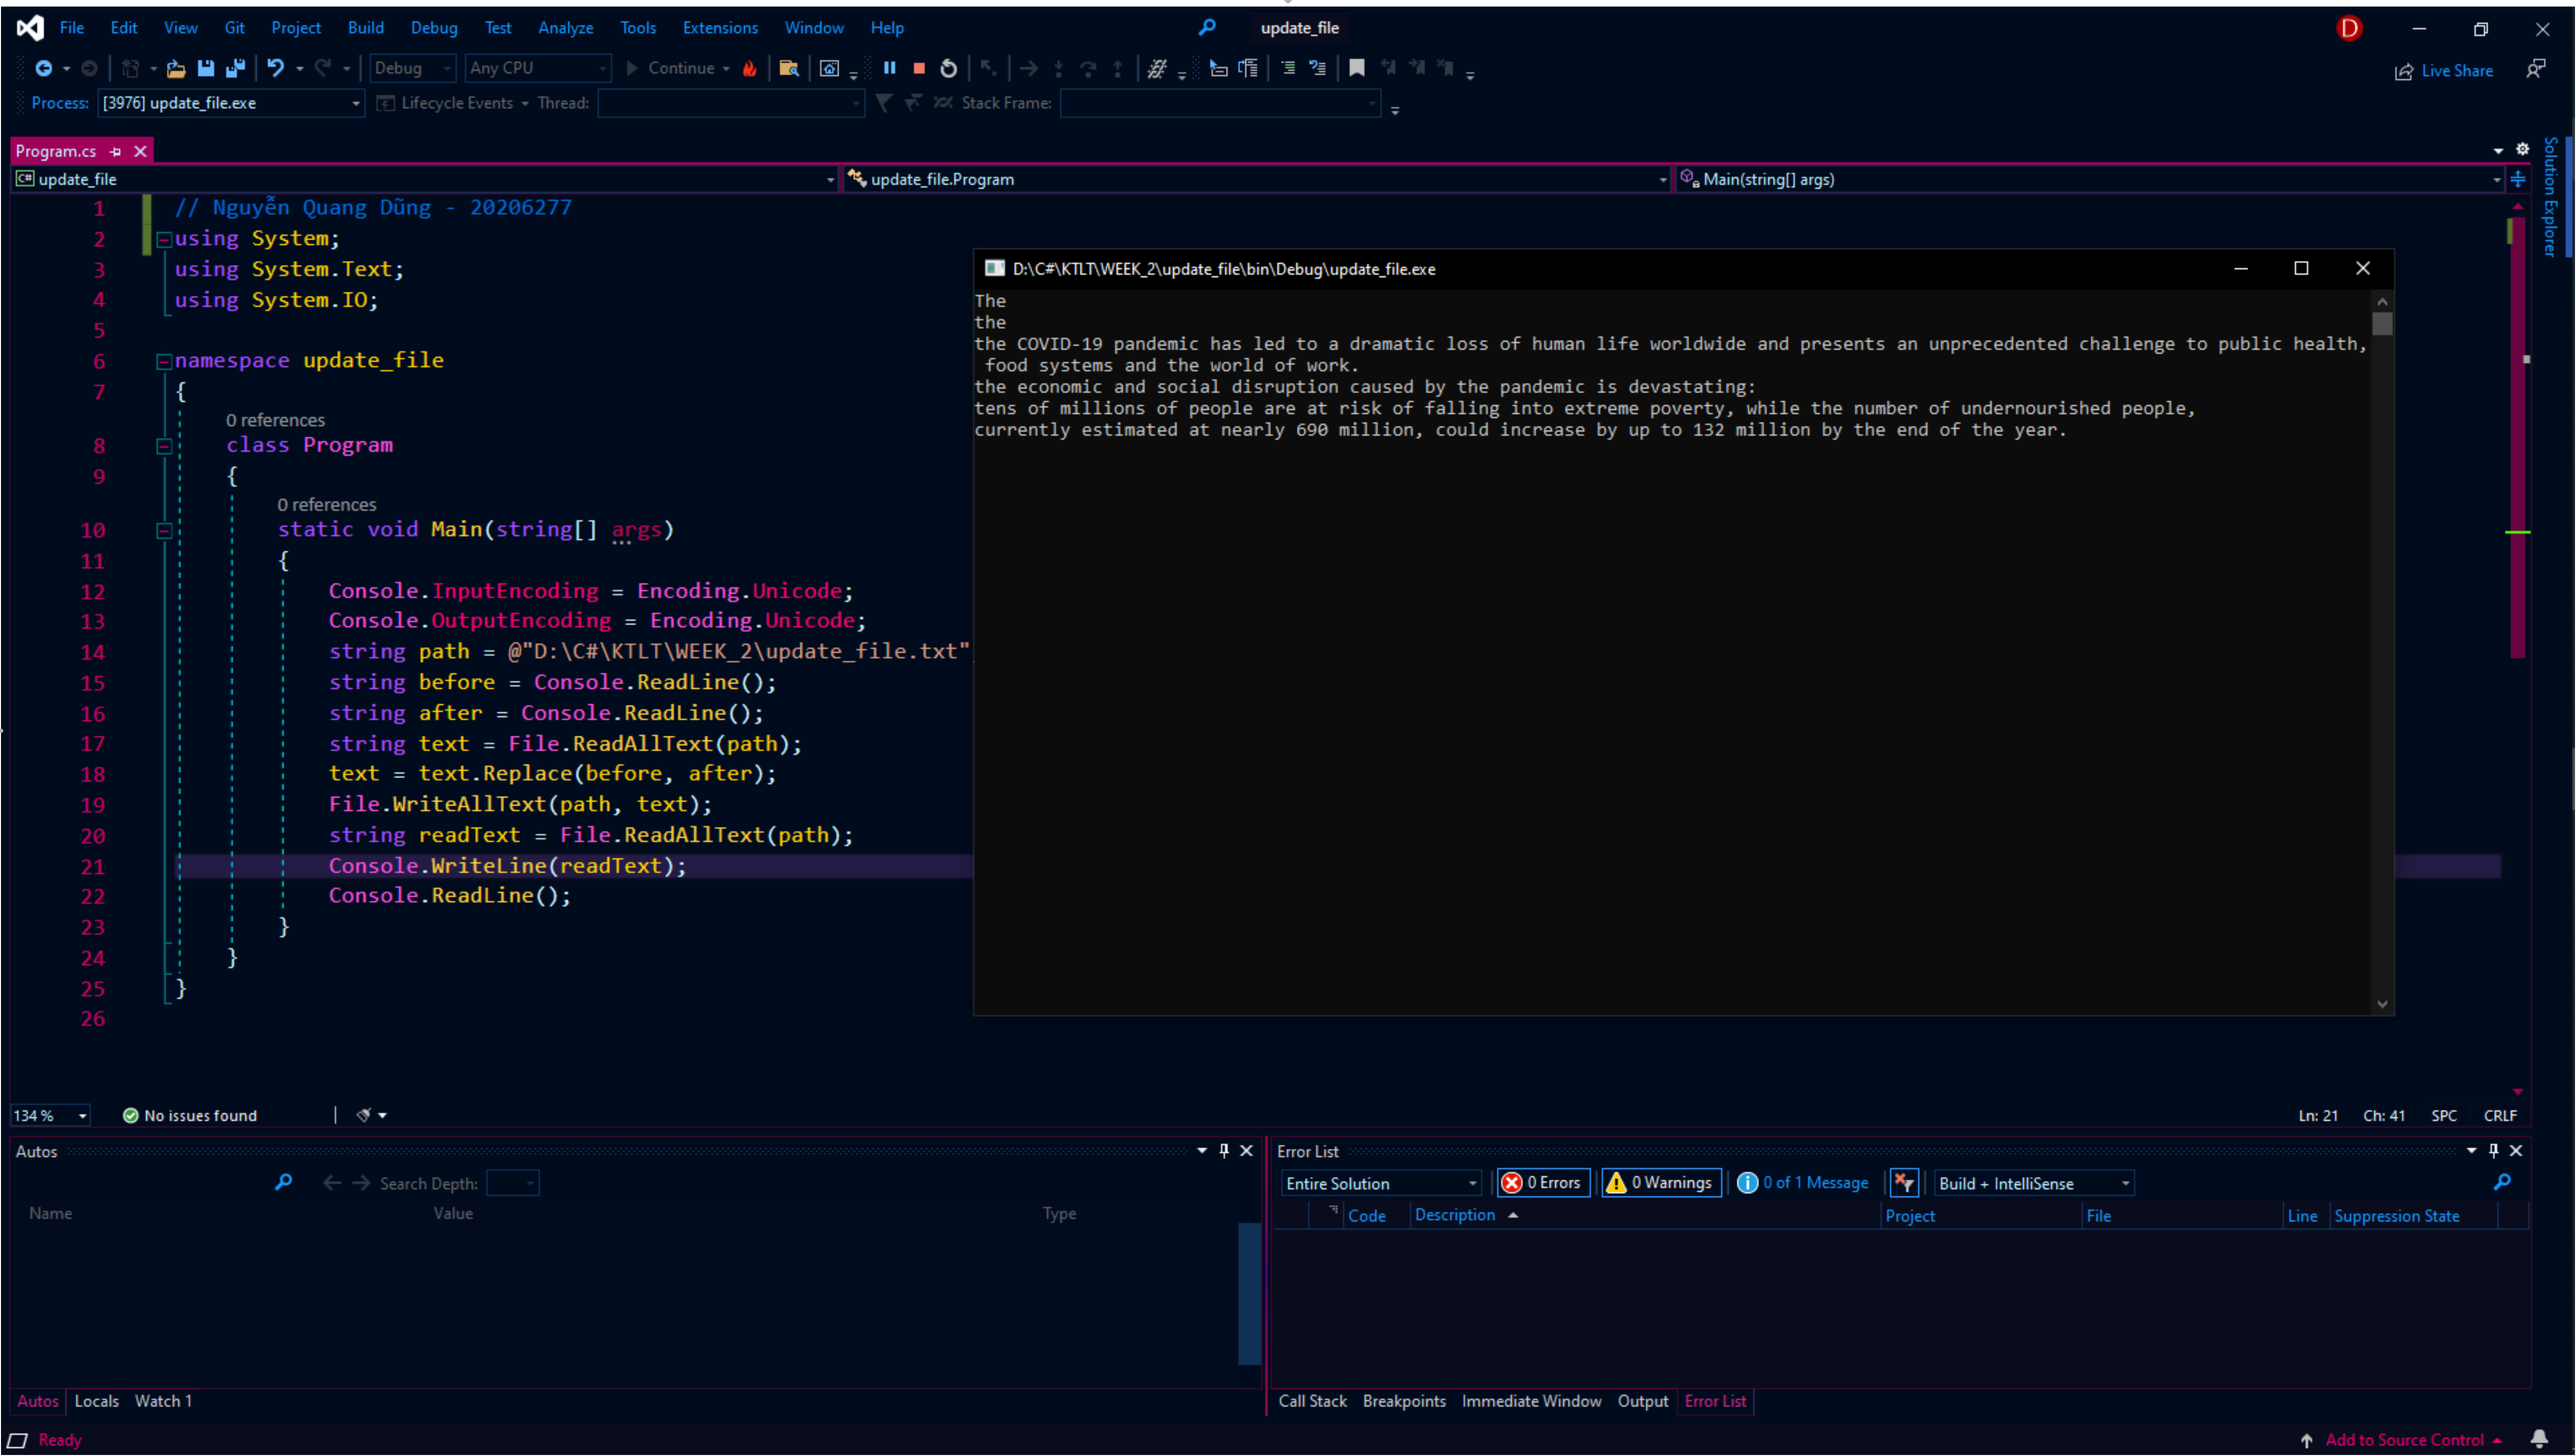 File Edit View Git Project Build Debug Test Analyze Tools Extensions Window Help update_file D
Debug Any CPU Continue Live Share
Process: [3976] update_file.exe Lifecycle Events Thread: Stack Frame:
Program.cs
Solution Explorer
C# update_file update_file.Program Main(string[] args)
1 // Nguyễn Quang Dũng - 20206277
2 using System;
3 using System.Text;
4 using System.IO;
5
6 namespace update_file
7 {
0 references
8 class Program
9 {
0 references
10 static void Main(string[] args)
11 {
12 Console.InputEncoding = Encoding.Unicode;
13 Console.OutputEncoding = Encoding.Unicode;
14 string path = @"D:\C#\KTLT\WEEK_2\update_file.txt"
15 string before = Console.ReadLine();
16 string after = Console.ReadLine();
17 string text = File.ReadAllText(path);
18 text = text.Replace(before, after);
19 File.WriteAllText(path, text);
20 string readText = File.ReadAllText(path);
21 Console.WriteLine(readText);
22 Console.ReadLine();
23 }
24 }
25 }
26
D:\C#\KTLT\WEEK_2\update_file\bin\Debug\update_file.exe
The
the
the COVID-19 pandemic has led to a dramatic loss of human life worldwide and presents an unprecedented challenge to public health,
food systems and the world of work.
the economic and social disruption caused by the pandemic is devastating:
tens of millions of people are at risk of falling into extreme poverty, while the number of undernourished people,
currently estimated at nearly 690 million, could increase by up to 132 million by the end of the year.
134 % No issues found Ln: 21 Ch: 41 SPC CRLF
Autos
Search Depth:
Name Value Type
Autos Locals Watch 1
Error List
Entire Solution 0 Errors 0 Warnings 0 of 1 Message Build + IntelliSense
Code Description Project File Line Suppression State
Call Stack Breakpoints Immediate Window Output Error List
Ready Add to Source Control